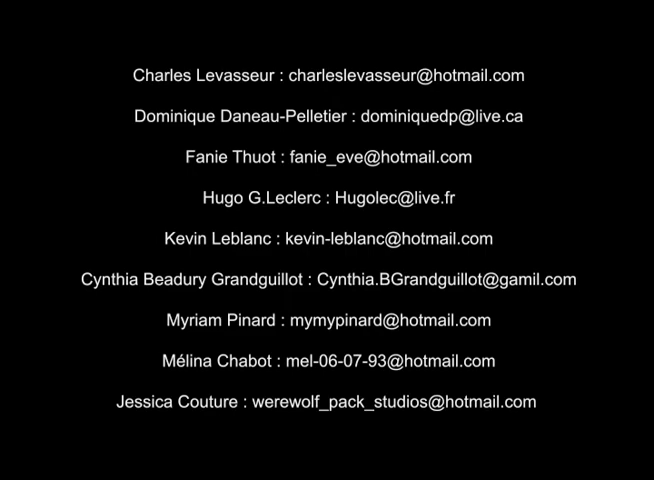 Charles Levasseur : charleslevasseur@hotmail.com
Dominique Daneau-Pelletier : dominiquedp@live.ca
Fanie Thuot : fanie_eve@hotmail.com
Hugo G.Leclerc : Hugolec@live.fr
Kevin Leblanc : kevin-leblanc@hotmail.com
Cynthia Beadury Grandguillot : Cynthia.BGrandguillot@gamil.com
Myriam Pinard : mymypinard@hotmail.com
Mélina Chabot : mel-06-07-93@hotmail.com
Jessica Couture : werewolf_pack_studios@hotmail.com